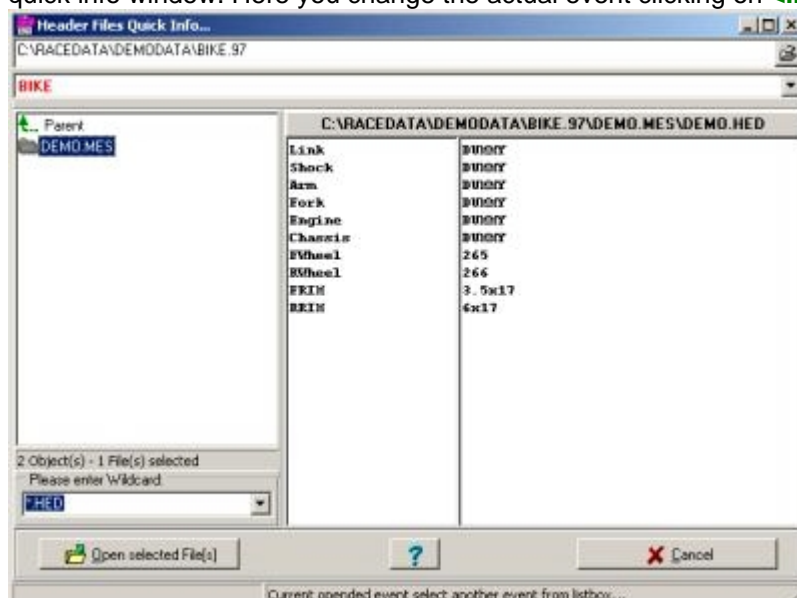 quick info window. Here you change the actual event clicking on
Header Files Quick Info...
C:\RACEDATA\DEMODATA\BIKE.97
BIKE
Parent
DEMO.MES
C:\RACEDATA\DEMODATA\BIKE.97\DEMO.MES\DEMO.HED
Link DUMMY
Shock DUMMY
Arm DUMMY
Fork DUMMY
Engine DUMMY
Chassis DUMMY
FWheel 265
RWheel 266
FRIM 3.5x17
RRIM 6x17
2 Object(s) - 1 File(s) selected
Please enter Wildcard
*.HED
Open selected File(s)
?
Cancel
Current opended event select another event from listbox...